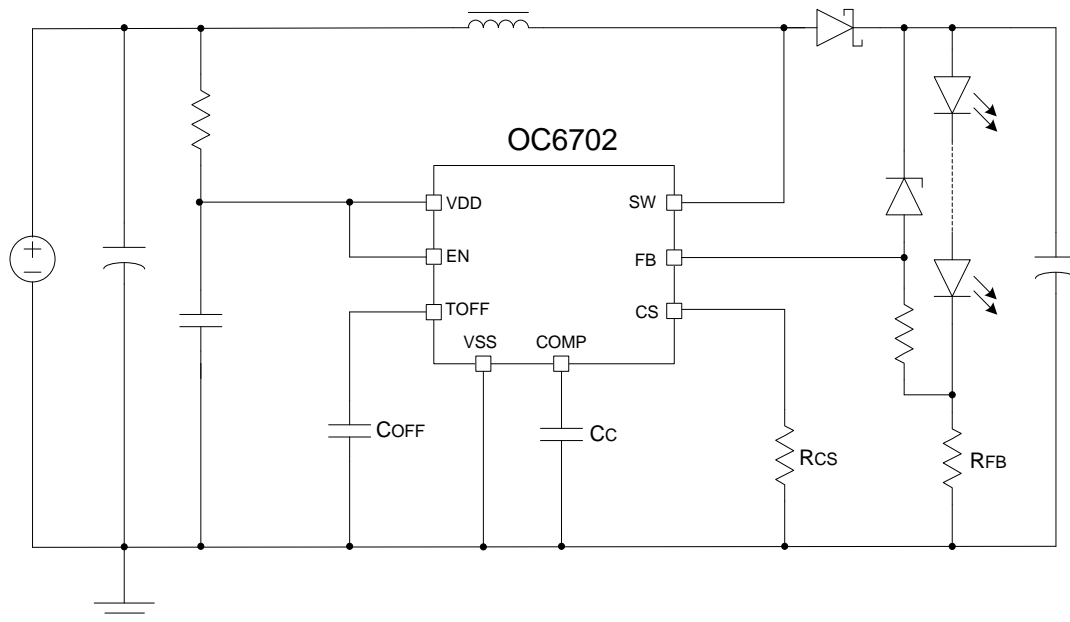 OC6702
VDD
SW
EN
FB
TOFF
CS
VSS
COMP
COFF
CC
RCS
RFB